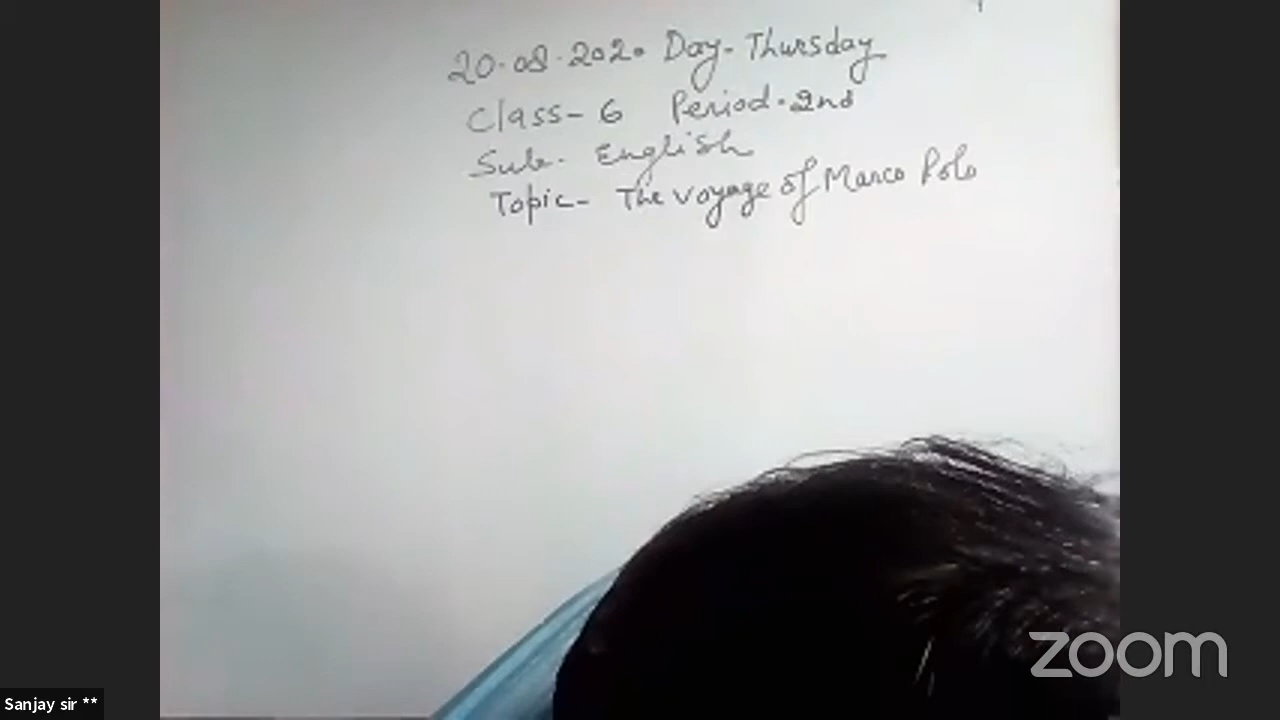 20.08.2020 Day- Thursday
Class- 6 Period-2nd
Sub- English
Topic- The voyage of Marco Polo
zoom
Sanjay sir **